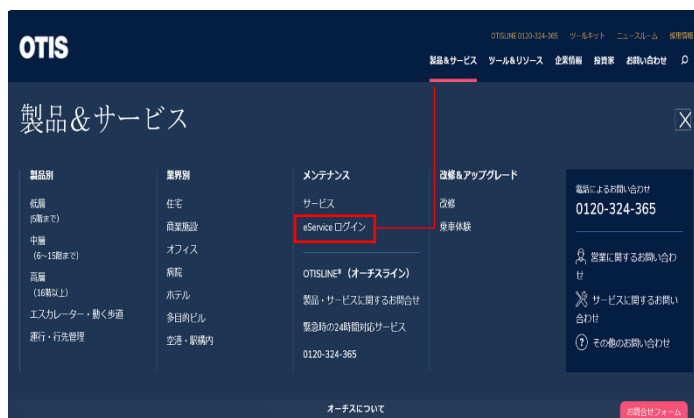 OTIS
OTISLINE 0120-324-365 ツールキット ニュースルーム 採用情報
製品&サービス ツール&リソース 企業情報 投資家 お問い合わせ
製品&サービス
製品別
低層
(5階まで)
中層
(6～15階まで)
高層
(16階以上)
エスカレーター・動く歩道
運行・行先管理
業界別
住宅
商業施設
オフィス
病院
ホテル
多目的ビル
空港・駅構内
メンテナンス
サービス
eService ログイン
OTISLINE®（オーチスライン）
製品・サービスに関するお問合せ
緊急時の24時間対応サービス
0120-324-365
改修&アップグレード
改修
乗車体験
電話によるお問い合わせ
0120-324-365
営業に関するお問い合わ
せ
サービスに関するお問い
合わせ
その他のお問い合わせ
オーチスについて
お問合せフォーム